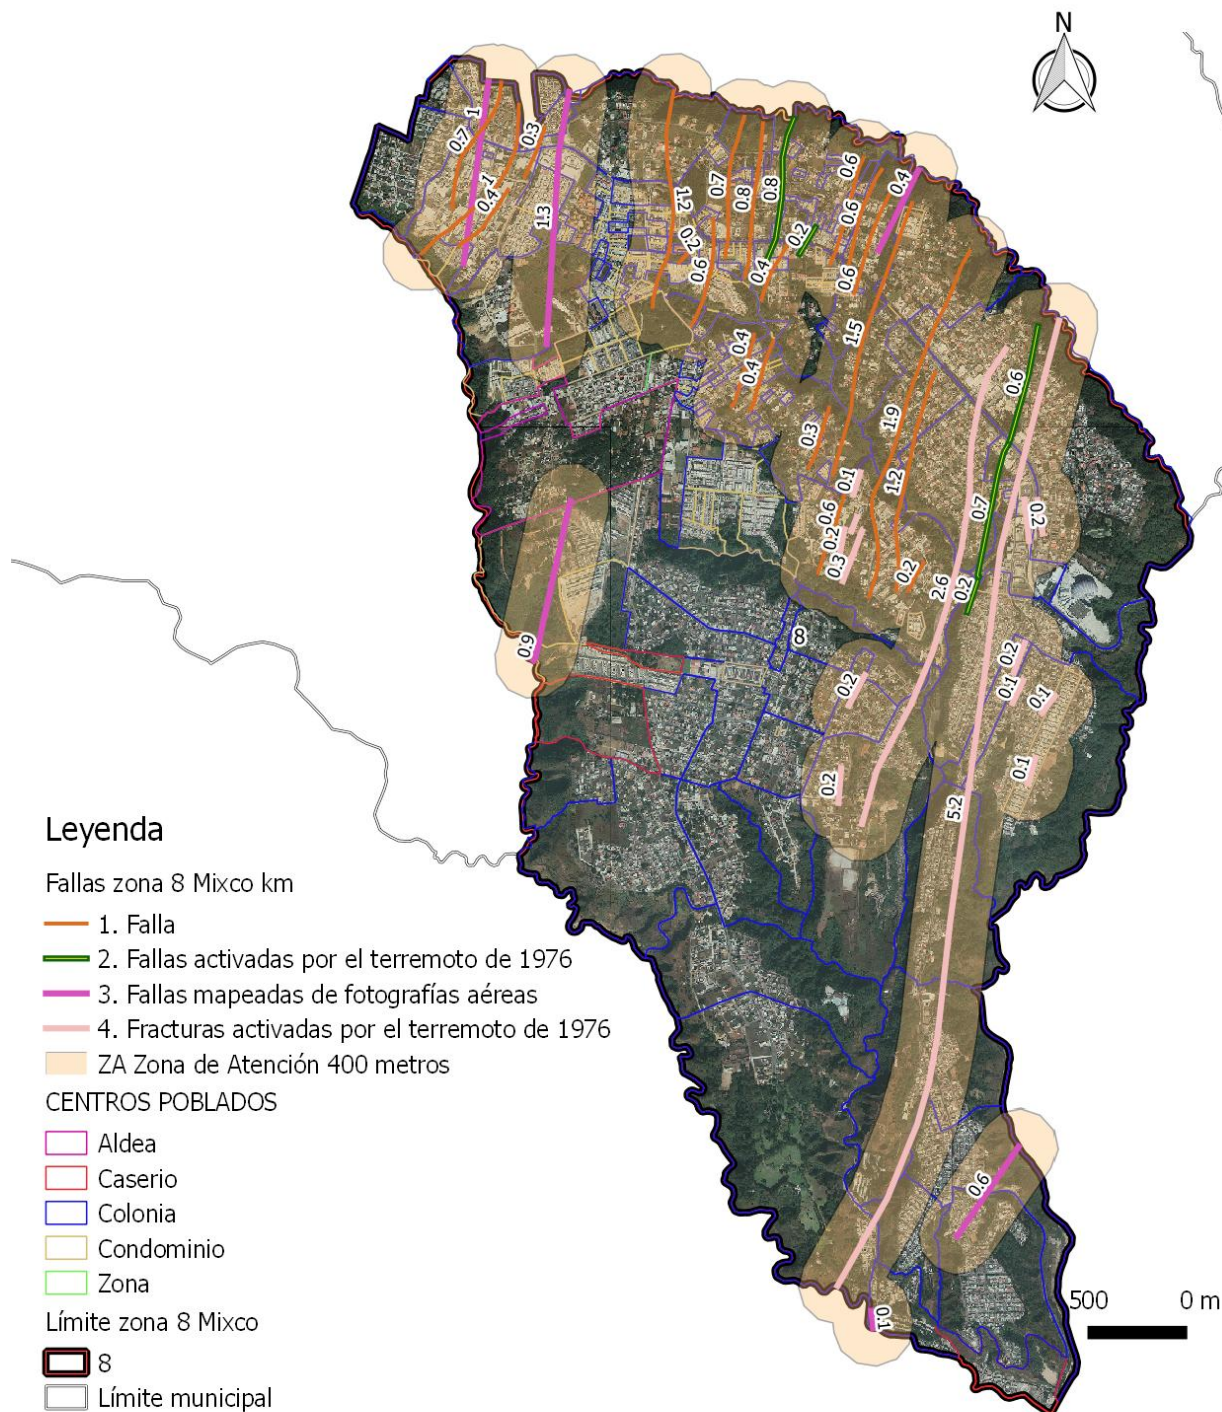 N
1
0.7
0.3
1
0.4
1.3
1.2
0.7
0.8
0.8
0.2
0.2
0.6
0.4
0.6
0.6
0.6
0.4
1.5
0.4
0.4
0.3
1.9
1.2
0.6
0.7
0.1
0.6
0.2
0.3
0.2
0.2
2.6
0.2
0.9
8
0.2
0.2
0.2
0.1
0.1
0.1
5.2
0.6
0.1
Leyenda
Fallas zona 8 Mixco km
1. Falla
2. Fallas activadas por el terremoto de 1976
3. Fallas mapeadas de fotografías aéreas
4. Fracturas activadas por el terremoto de 1976
ZA Zona de Atención 400 metros
CENTROS POBLADOS
Aldea
Caserio
Colonia
Condominio
Zona
Límite zona 8 Mixco
8
Límite municipal
500 0 m